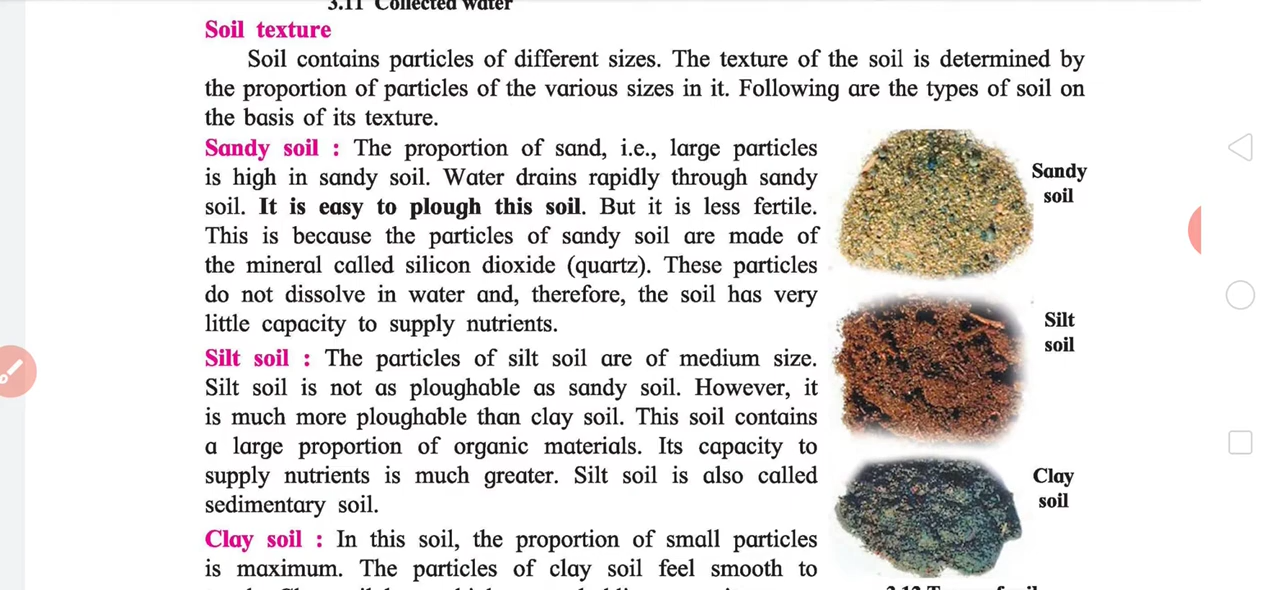 3.11 Collected water
Soil texture
Soil contains particles of different sizes. The texture of the soil is determined by
the proportion of particles of the various sizes in it. Following are the types of soil on
the basis of its texture.
Sandy soil : The proportion of sand, i.e., large particles
is high in sandy soil. Water drains rapidly through sandy
soil. It is easy to plough this soil. But it is less fertile.
This is because the particles of sandy soil are made of
the mineral called silicon dioxide (quartz). These particles
do not dissolve in water and, therefore, the soil has very
little capacity to supply nutrients.
Silt soil : The particles of silt soil are of medium size.
Silt soil is not as ploughable as sandy soil. However, it
is much more ploughable than clay soil. This soil contains
a large proportion of organic materials. Its capacity to
supply nutrients is much greater. Silt soil is also called
sedimentary soil.
Clay soil : In this soil, the proportion of small particles
is maximum. The particles of clay soil feel smooth to
Sandy
soil
Silt
soil
Clay
soil